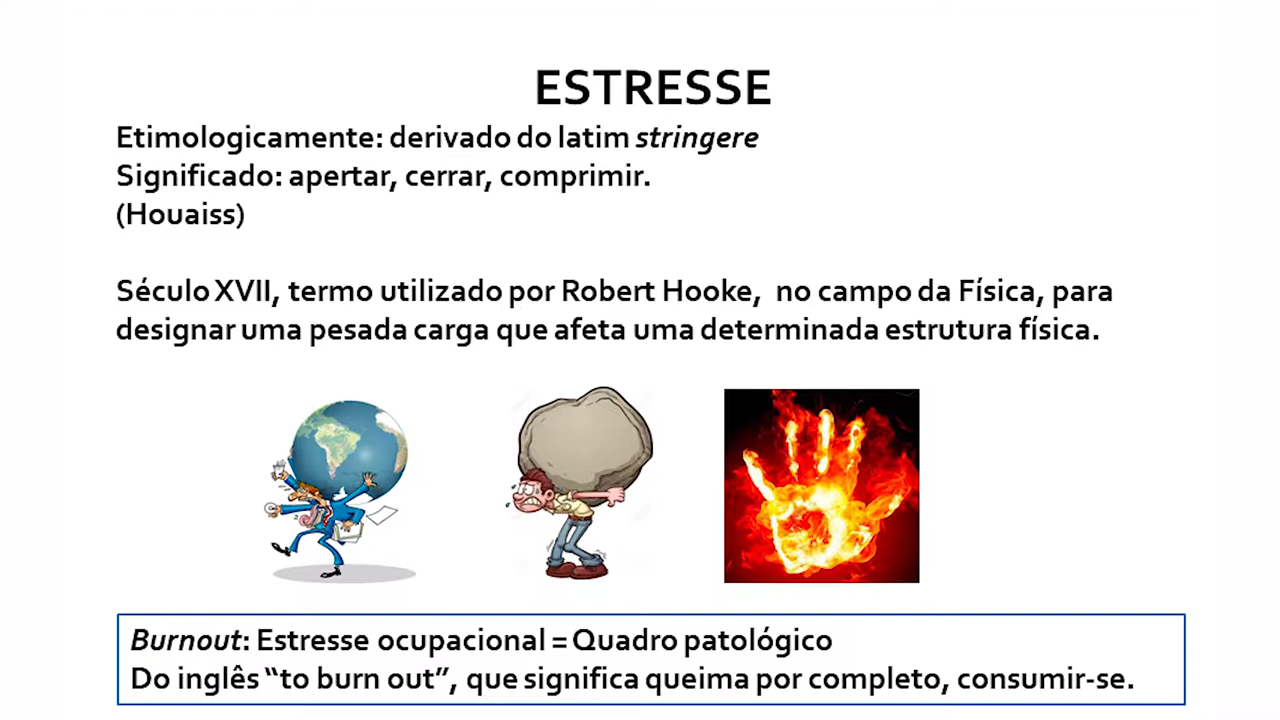 ESTRESSE
Etimologicamente: derivado do latim stringere
Significado: apertar, cerrar, comprimir.
(Houaiss)
Século XVII, termo utilizado por Robert Hooke, no campo da Física, para
designar uma pesada carga que afeta uma determinada estrutura física.
Burnout: Estresse ocupacional = Quadro patológico
Do inglês “to burn out”, que significa queima por completo, consumir-se.